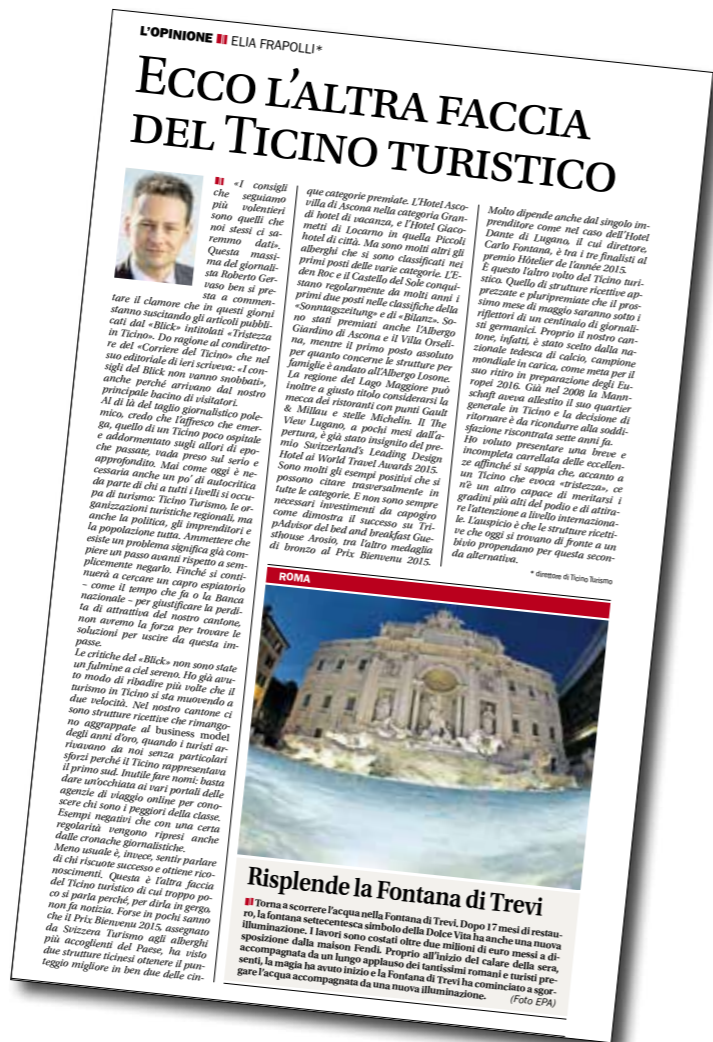 L'OPINIONE ELIA FRAPOLLI*
ECCO L'ALTRA FACCIA
DEL TICINO TURISTICO
«I consigli
che seguiamo
più volentieri
sono quelli che
noi stessi ci sa-
remmo dati».
Questa massi-
ma del giornali-
sta Roberto Ger-
vaso ben si pre-
sta a commen-
tare il clamore che in questi giorni
stanno suscitando gli articoli pubbli-
cati dal «Blick» intitolati «Tristezza
in Ticino». Do ragione al condiretto-
re del «Corriere del Ticino» che nel
suo editoriale di ieri scriveva: «I con-
sigli del Blick non vanno snobbati»,
anche perché arrivano dal nostro
principale bacino di visitatori.
Al di là del taglio giornalistico pole-
mico, credo che l'affresco che emer-
ga, quello di un Ticino poco ospitale
e addormentato sugli allori di epo-
che passate, vada preso sul serio e
approfondito. Mai come oggi è ne-
cessaria anche un po' di autocritica
da parte di chi a tutti i livelli si occu-
pa di turismo: Ticino Turismo, le or-
ganizzazioni turistiche regionali, ma
anche la politica, gli imprenditori e
la popolazione tutta. Ammettere che
esiste un problema significa già com-
piere un passo avanti rispetto a sem-
plicemente negarlo. Finché si conti-
nuerà a cercare un capro espiatorio
– come il tempo che fa o la Banca
nazionale – per giustificare la perdi-
ta di attrattiva del nostro cantone,
non avremo la forza per trovare le
soluzioni per uscire da questa im-
passe.
Le critiche del «Blick» non sono state
un fulmine a ciel sereno. Ho già avu-
to modo di ribadire più volte che il
turismo in Ticino si sta muovendo a
due velocità. Nel nostro cantone ci
sono strutture ricettive che rimango-
no aggrappate al business model
degli anni d'oro, quando i turisti ar-
rivavano da noi senza particolari
sforzi perché il Ticino rappresentava
il primo sud. Inutile fare nomi: basta
dare un'occhiata ai vari portali delle
agenzie di viaggio online per cono-
scere chi sono i peggiori della classe.
Esempi negativi che con una certa
regolarità vengono ripresi anche
dalle cronache giornalistiche.
Meno usuale è, invece, sentir parlare
di chi riscuote successo e ottiene rico-
noscimenti. Questa è l'altra faccia
del Ticino turistico di cui troppo po-
co si parla perché, per dirla in gergo,
non fa notizia. Forse in pochi sanno
che il Prix Bienvenu 2015, assegnato
da Svizzera Turismo agli alberghi
più accoglienti del Paese, ha visto
due strutture ticinesi ottenere il pun-
teggio migliore in ben due delle cin-
que categorie premiate. L'Hotel Asco-
villa di Ascona nella categoria Gran-
di hotel di vacanza, e l'Hotel Giaco-
metti di Locarno in quella Piccoli
hotel di città. Ma sono molti altri gli
alberghi che si sono classificati nei
primi posti delle varie categorie. L'E-
den Roc e il Castello del Sole conqui-
stano regolarmente da molti anni i
primi due posti nelle classifiche della
«Sonntagszeitung» e di «Bilanz». So-
no stati premiati anche l'Albergo
Giardino di Ascona e il Villa Orseli-
na, mentre il primo posto assoluto
per quanto concerne le strutture per
famiglie è andato all'Albergo Losone.
La regione del Lago Maggiore può
inoltre a giusto titolo considerarsi la
mecca dei ristoranti con punti Gault
& Millau e stelle Michelin. Il The
View Lugano, a pochi mesi dall'a-
pertura, è già stato insignito del pre-
mio Switzerland's Leading Design
Hotel ai World Travel Awards 2015.
Sono molti gli esempi positivi che si
possono citare trasversalmente in
tutte le categorie. E non sono sempre
necessari investimenti da capogiro
come dimostra il successo su Tri-
pAdvisor del bed and breakfast Gue-
sthouse Arosio, tra l'altro medaglia
di bronzo al Prix Bienvenu 2015.
Molto dipende anche dal singolo im-
prenditore come nel caso dell'Hotel
Dante di Lugano, il cui direttore,
Carlo Fontana, è tra i tre finalisti al
premio Hôtelier de l'année 2015.
È questo l'altro volto del Ticino turi-
stico. Quello di strutture ricettive ap-
prezzate e pluripremiate che il pros-
simo mese di maggio saranno sotto i
riflettori di un centinaio di giornali-
sti germanici. Proprio il nostro can-
tone, infatti, è stato scelto dalla na-
zionale tedesca di calcio, campione
mondiale in carica, come meta per il
suo ritiro in preparazione degli Eu-
ropei 2016. Già nel 2008 la Mann-
schaft aveva allestito il suo quartier
generale in Ticino e la decisione di
ritornare è da ricondurre alla soddi-
sfazione riscontrata sette anni fa.
Ho voluto presentare una breve e
incompleta carrellata delle eccellen-
ze affinché si sappia che, accanto a
un Ticino che evoca «tristezza», ce
n'è un altro capace di meritarsi i
gradini più alti del podio e di attira-
re l'attenzione a livello internaziona-
le. L'auspicio è che le strutture ricetti-
ve che oggi si trovano di fronte a un
bivio propendano per questa secon-
da alternativa.
* direttore di Ticino Turismo
ROMA
Risplende la Fontana di Trevi
Torna a scorrere l'acqua nella Fontana di Trevi. Dopo 17 mesi di restau-
ro, la fontana settecentesca simbolo della Dolce Vita ha anche una nuova
illuminazione. I lavori sono costati oltre due milioni di euro messi a di-
sposizione dalla maison Fendi. Proprio all'inizio del calare della sera,
accompagnata da un lungo applauso dei tantissimi romani e turisti pre-
senti, la magia ha avuto inizio e la Fontana di Trevi ha cominciato a sgor-
gare l'acqua accompagnata da una nuova illuminazione. (Foto EPA)